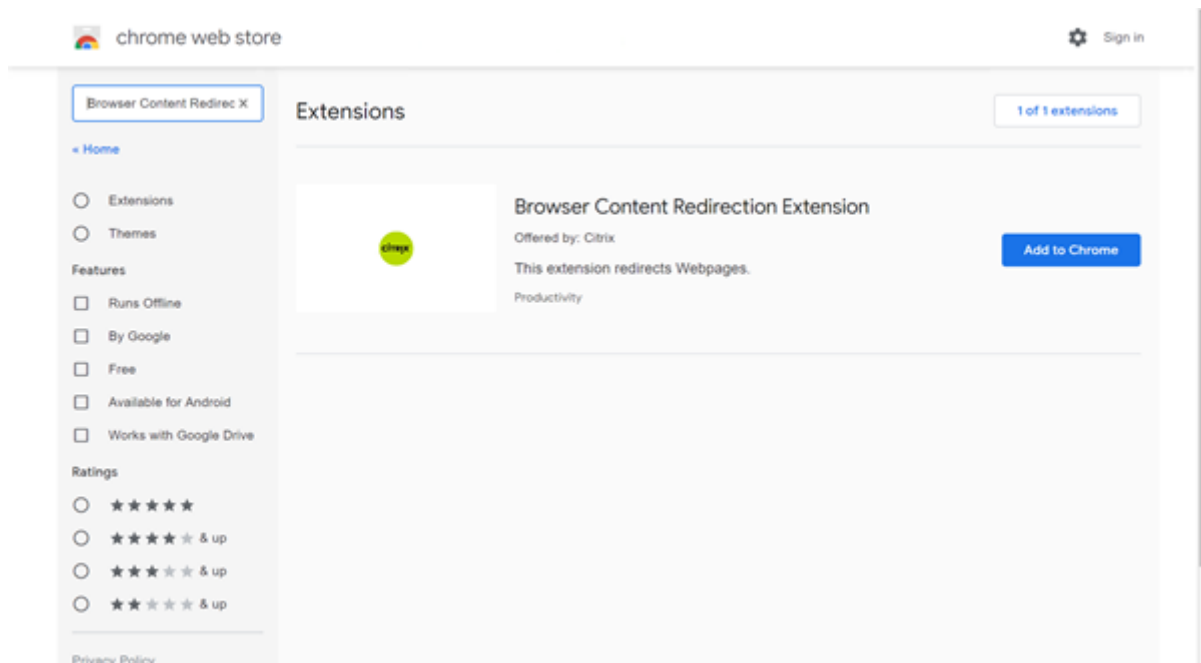 chrome web store
Sign in
Browser Content Redirec ×
« Home
Extensions
Themes
Features
Runs Offline
By Google
Free
Available for Android
Works with Google Drive
Ratings
& up
& up
& up
Privacy Policy
Extensions
1 of 1 extensions
citrix
Browser Content Redirection Extension
Offered by: Citrix
This extension redirects Webpages.
Productivity
Add to Chrome